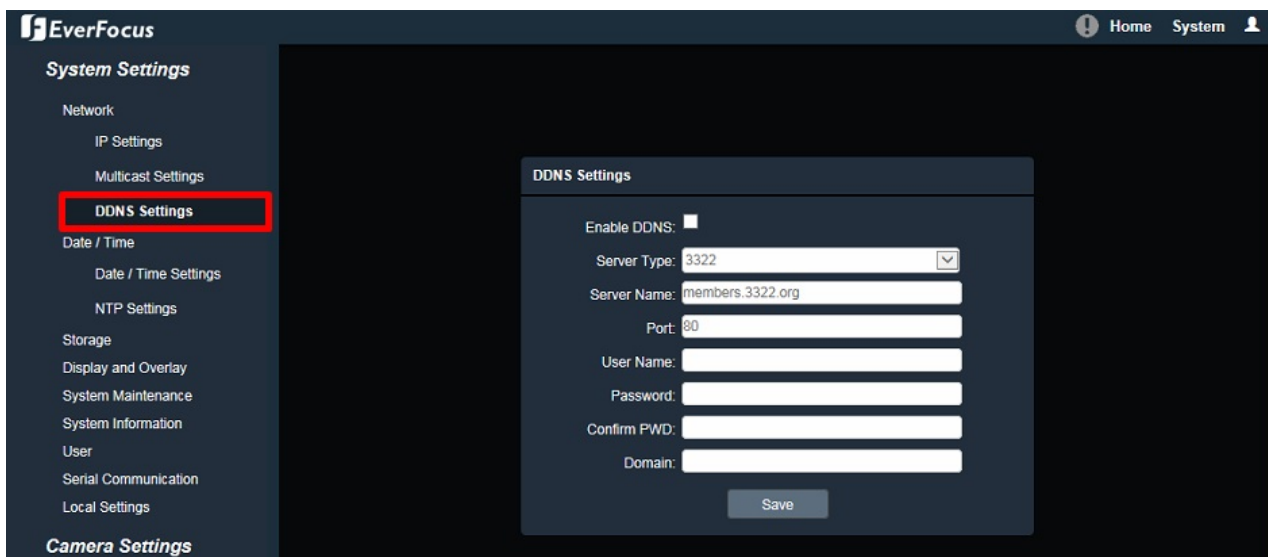 EverFocus
Home System
System Settings
Network
IP Settings
Multicast Settings
DDNS Settings
Date / Time
Date / Time Settings
NTP Settings
Storage
Display and Overlay
System Maintenance
System Information
User
Serial Communication
Local Settings
Camera Settings
DDNS Settings
Enable DDNS:
Server Type: 3322
Server Name: members.3322.org
Port: 80
User Name:
Password:
Confirm PWD:
Domain:
Save